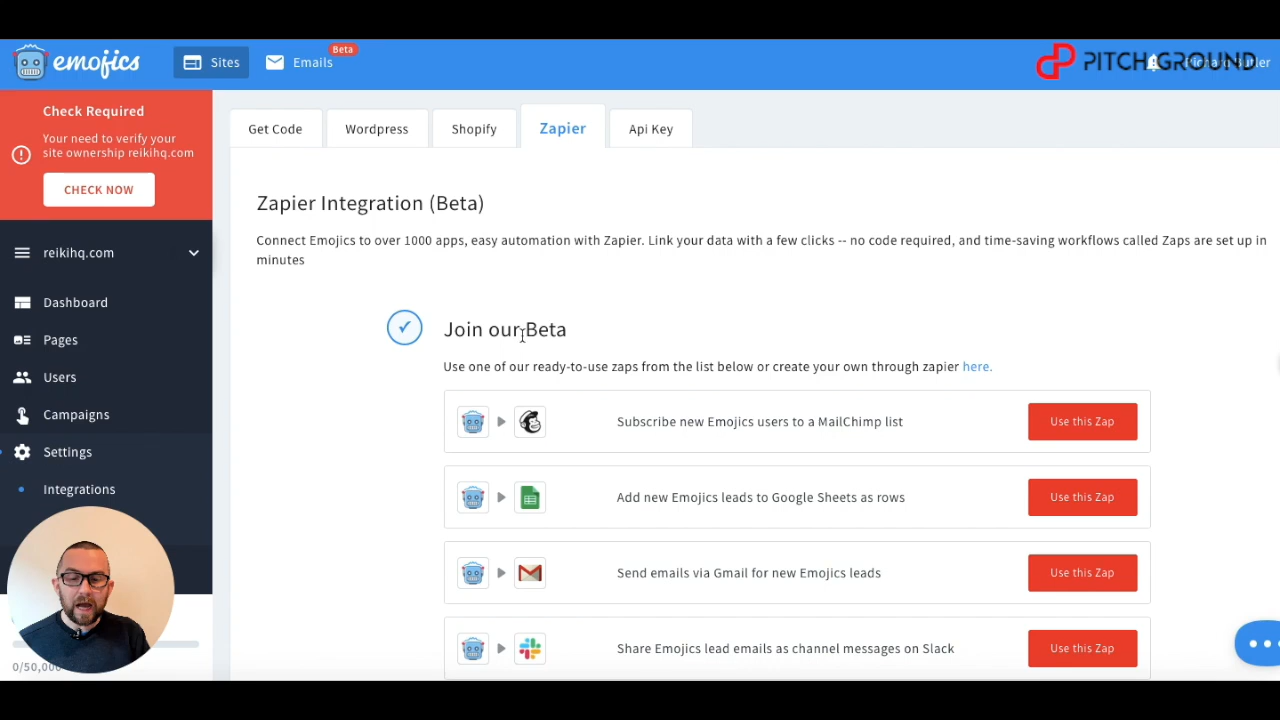 emojics
Sites
Emails
Beta
PITCHGROUND
Check Required
Your need to verify your
site ownership reikihq.com
CHECK NOW
reikihq.com
Dashboard
Pages
Users
Campaigns
Settings
Integrations
0/50,000
Get Code
Wordpress
Shopify
Zapier
Api Key
Zapier Integration (Beta)
Connect Emojics to over 1000 apps, easy automation with Zapier. Link your data with a few clicks -- no code required, and time-saving workflows called Zaps are set up in
minutes
Join our Beta
Use one of our ready-to-use zaps from the list below or create your own through zapier here.
Subscribe new Emojics users to a MailChimp list
Use this Zap
Add new Emojics leads to Google Sheets as rows
Use this Zap
Send emails via Gmail for new Emojics leads
Use this Zap
Share Emojics lead emails as channel messages on Slack
Use this Zap